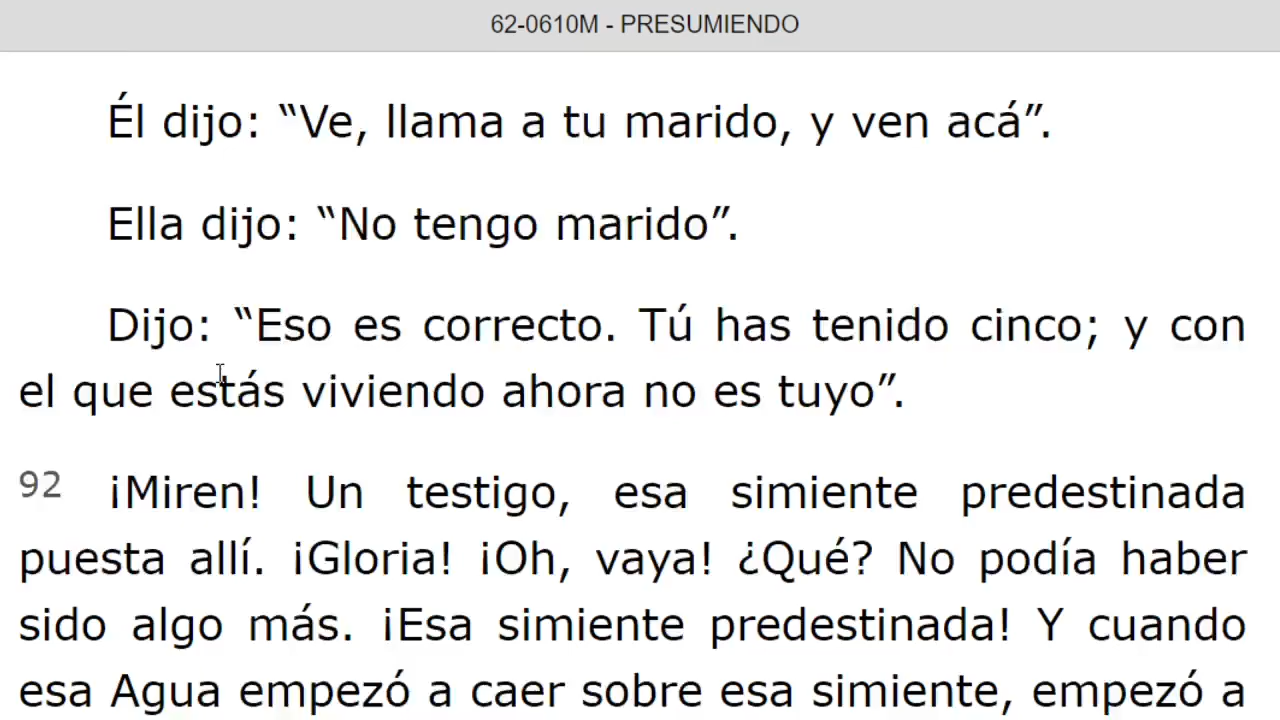 62-0610M - PRESUMIENDO
Él dijo: “Ve, llama a tu marido, y ven acá”.
Ella dijo: “No tengo marido”.
Dijo: “Eso es correcto. Tú has tenido cinco; y con
el que estás viviendo ahora no es tuyo”.
92 ¡Miren! Un testigo, esa simiente predestinada
puesta allí. ¡Gloria! ¡Oh, vaya! ¿Qué? No podía haber
sido algo más. ¡Esa simiente predestinada! Y cuando
esa Agua empezó a caer sobre esa simiente, empezó a